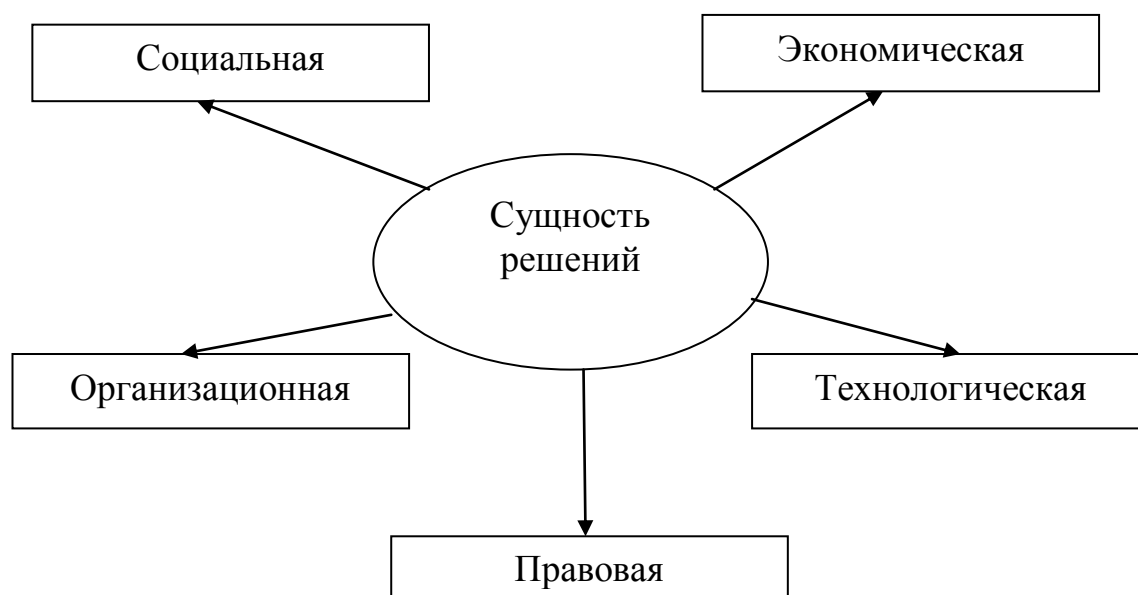 Социальная
Экономическая
Сущность
решений
Организационная
Технологическая
Правовая